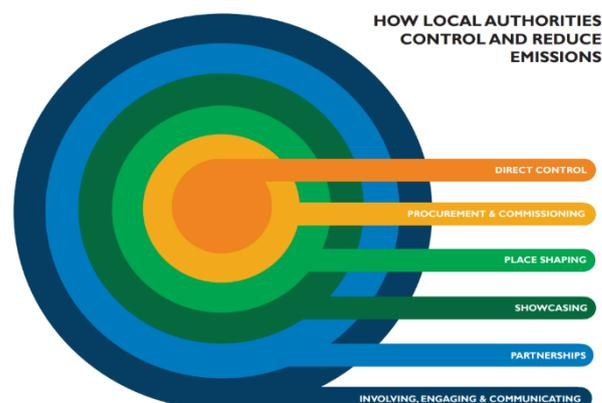 HOW LOCAL AUTHORITIES
CONTROL AND REDUCE
EMISSIONS
DIRECT CONTROL
PROCUREMENT & COMMISSIONING
PLACE SHAPING
SHOWCASING
PARTNERSHIPS
INVOLVING, ENGAGING & COMMUNICATING